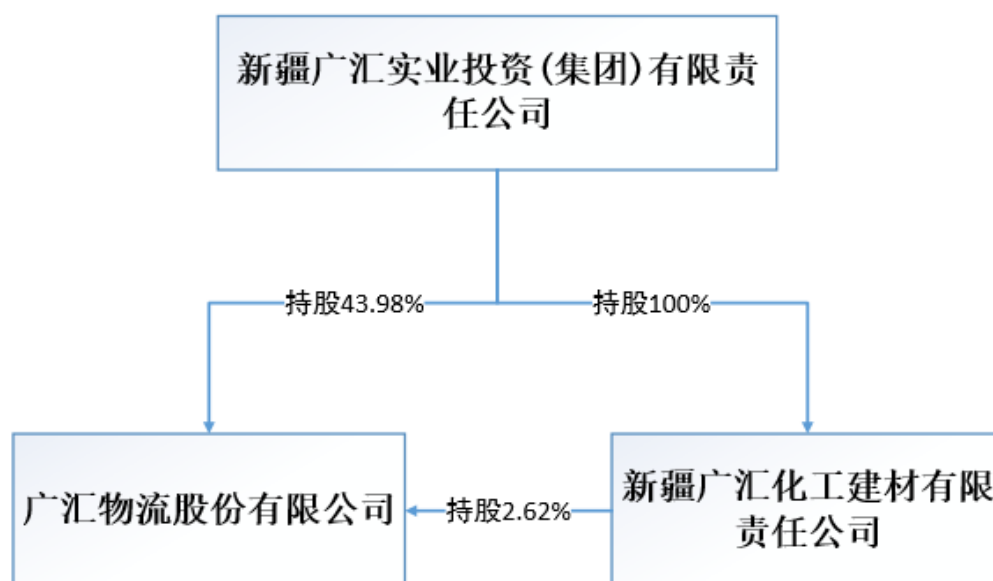 新疆广汇实业投资(集团)有限责
任公司
持股43.98%
持股100%
广汇物流股份有限公司
持股2.62%
新疆广汇化工建材有限
责任公司